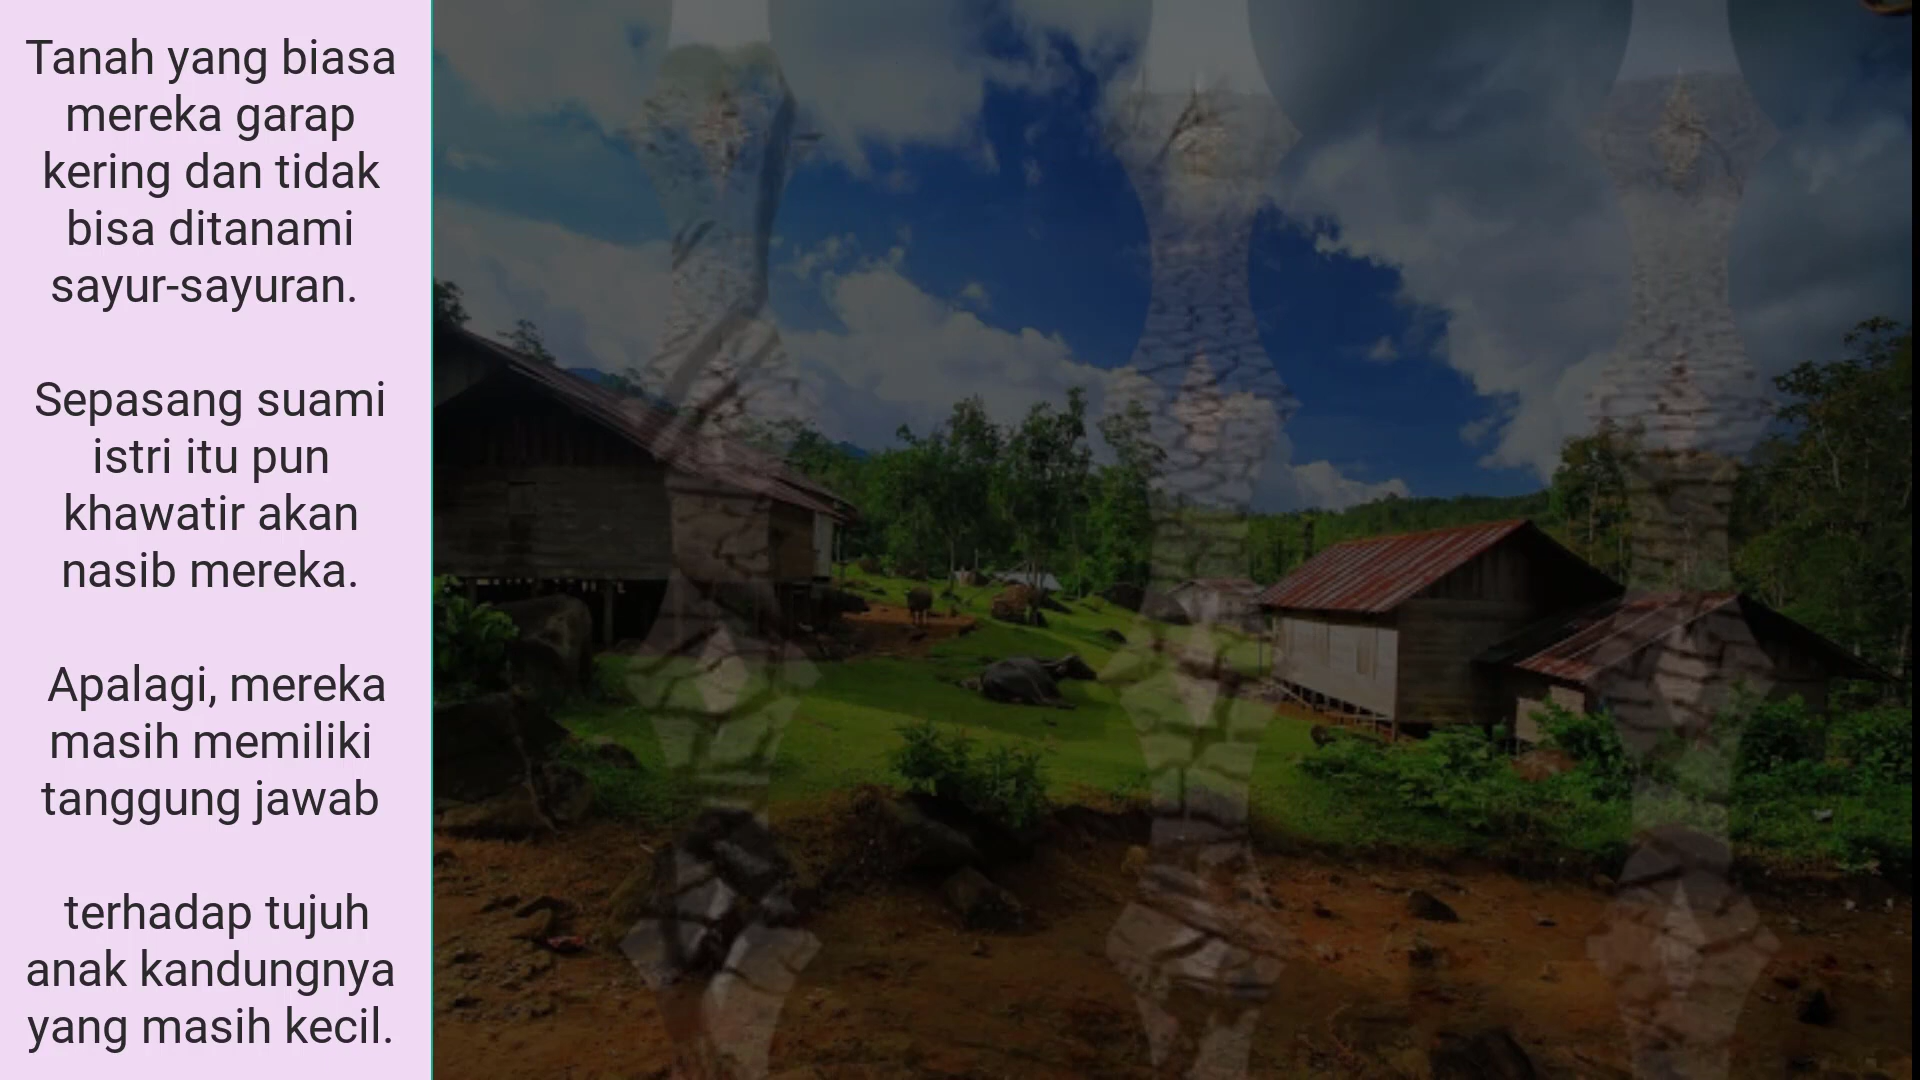 Tanah yang biasa
mereka garap
kering dan tidak
bisa ditanami
sayur-sayuran.
Sepasang suami
istri itu pun
khawatir akan
nasib mereka.
Apalagi, mereka
masih memiliki
tanggung jawab
terhadap tujuh
anak kandungnya
yang masih kecil.